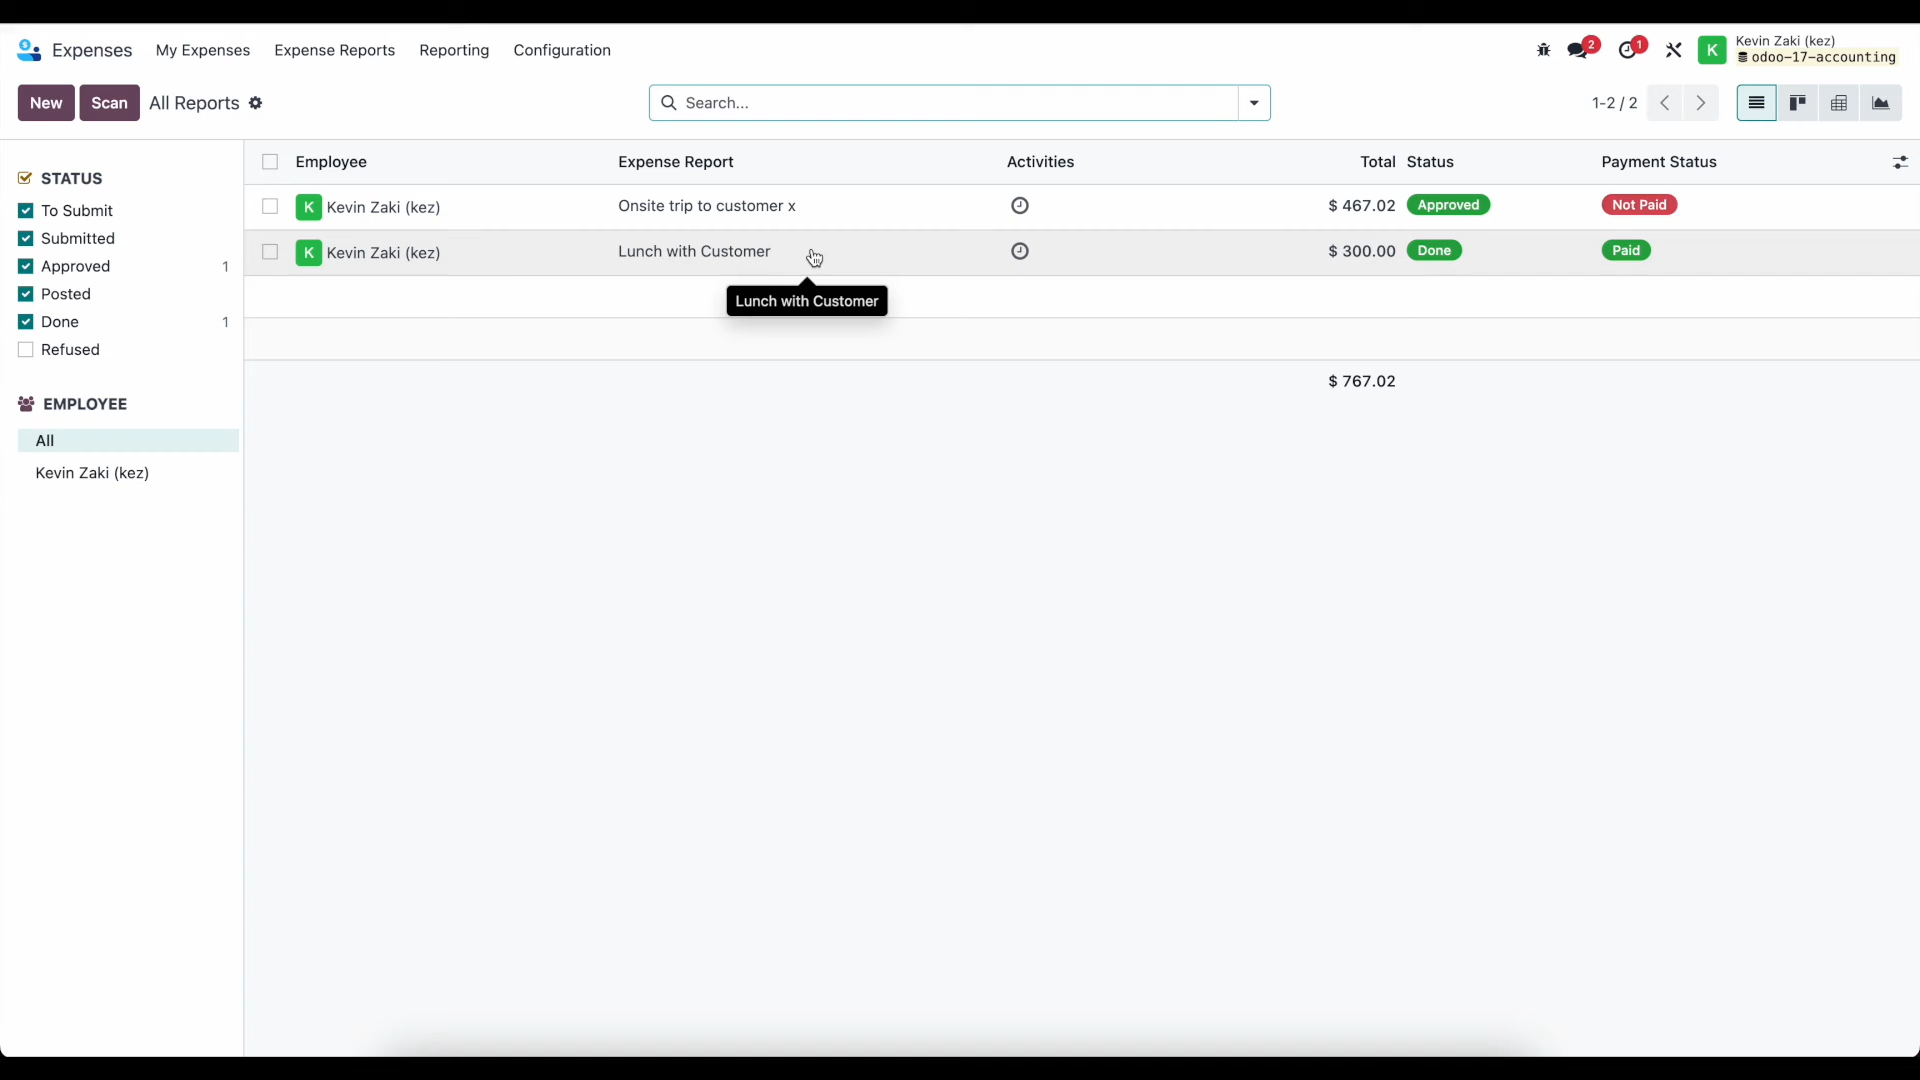 Expenses My Expenses Expense Reports Reporting Configuration 2 1 K Kevin Zaki (kez)
odoo-17-accounting
New Scan All Reports Search... 1-2 / 2
STATUS
To Submit
Submitted
Approved 1
Posted
Done 1
Refused
EMPLOYEE
All
Kevin Zaki (kez)
Employee Expense Report Activities Total Status Payment Status
K Kevin Zaki (kez) Onsite trip to customer x $ 467.02 Approved Not Paid
K Kevin Zaki (kez) Lunch with Customer $ 300.00 Done Paid
Lunch with Customer
$ 767.02